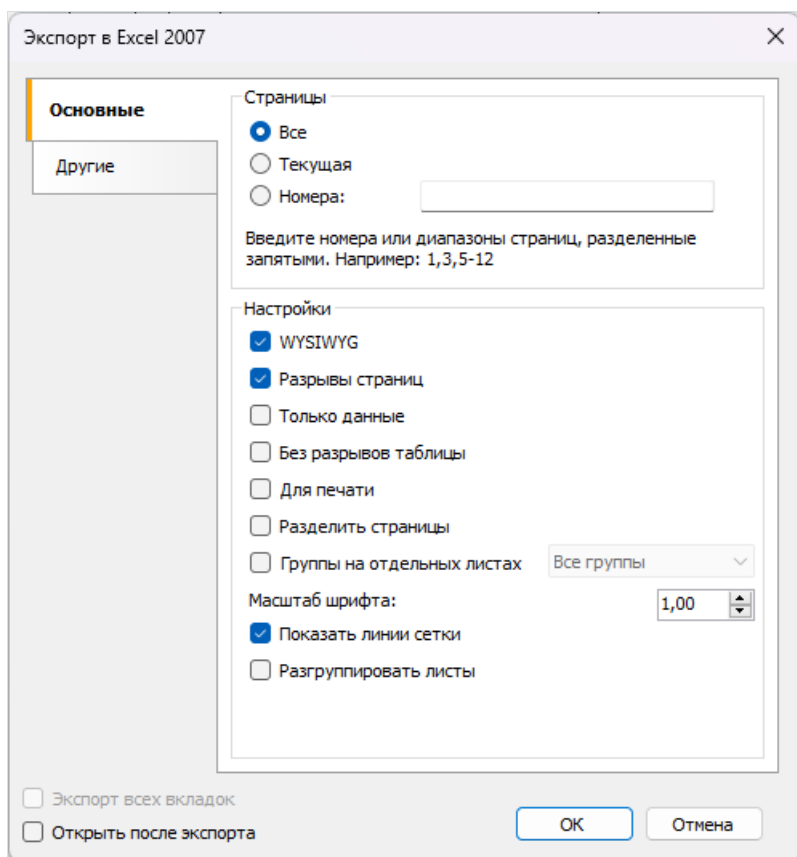 Экспорт в Excel 2007
Основные
Другие
Страницы
Все
Текущая
Номера:
Введите номера или диапазоны страниц, разделенные
запятыми. Например: 1,3,5-12
Настройки
WYSIWYG
Разрывы страниц
Только данные
Без разрывов таблицы
Для печати
Разделить страницы
Группы на отдельных листах Все группы
Масштаб шрифта: 1,00
Показать линии сетки
Разгруппировать листы
Экспорт всех вкладок
Открыть после экспорта
OK Отмена